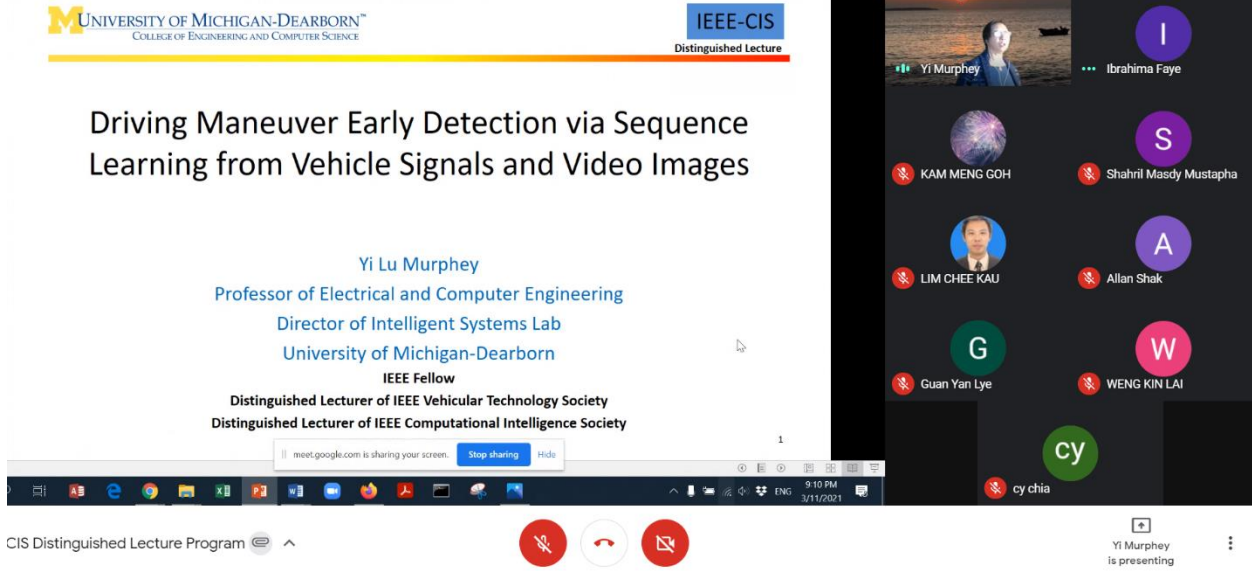 UNIVERSITY OF MICHIGAN-DEARBORN™
COLLEGE OF ENGINEERING AND COMPUTER SCIENCE
IEEE-CIS
Distinguished Lecture
Driving Maneuver Early Detection via Sequence
Learning from Vehicle Signals and Video Images
Yi Lu Murphey
Professor of Electrical and Computer Engineering
Director of Intelligent Systems Lab
University of Michigan-Dearborn
IEEE Fellow
Distinguished Lecturer of IEEE Vehicular Technology Society
Distinguished Lecturer of IEEE Computational Intelligence Society
1
meet.google.com is sharing your screen.
Stop sharing
Hide
ENG
9:10 PM
3/11/2021
Yi Murphey
I
Ibrahima Faye
KAM MENG GOH
S
Shahril Masdy Mustapha
LIM CHEE KAU
A
Allan Shak
G
Guan Yan Lye
W
WENG KIN LAI
cy
cy chia
CIS Distinguished Lecture Program
Yi Murphey
is presenting